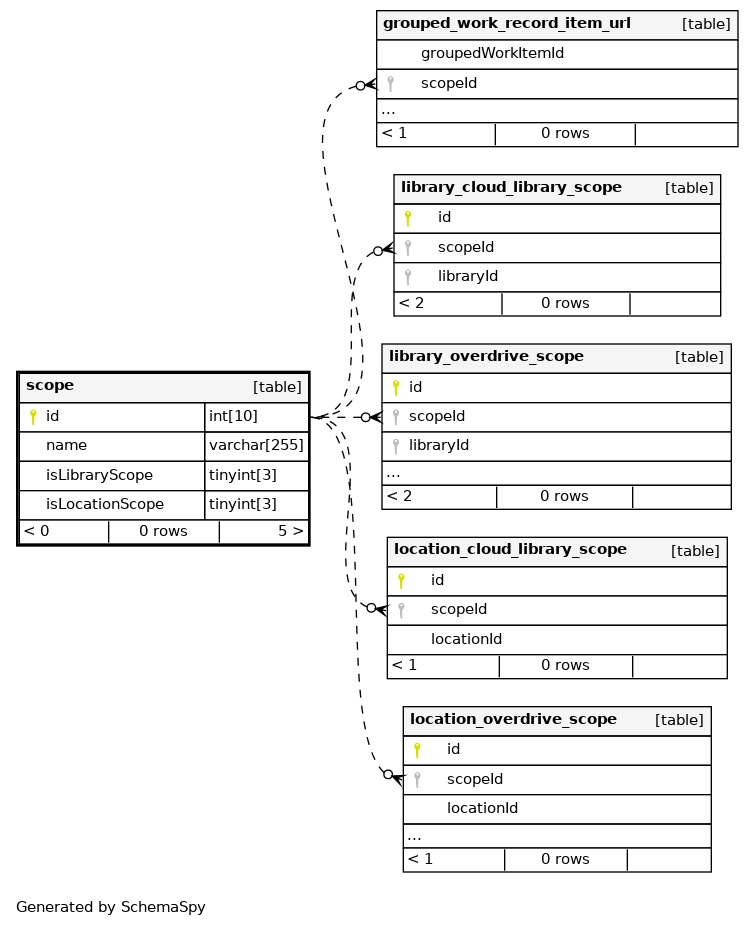 grouped_work_record_item_url [table]
groupedWorkItemId
scopeId
...
< 1 0 rows
library_cloud_library_scope [table]
id
scopeId
libraryId
< 2 0 rows
library_overdrive_scope [table]
id
scopeId
libraryId
...
< 2 0 rows
scope [table]
id int[10]
name varchar[255]
isLibraryScope tinyint[3]
isLocationScope tinyint[3]
< 0 0 rows 5 >
location_cloud_library_scope [table]
id
scopeId
locationId
< 1 0 rows
location_overdrive_scope [table]
id
scopeId
locationId
...
< 1 0 rows
Generated by SchemaSpy